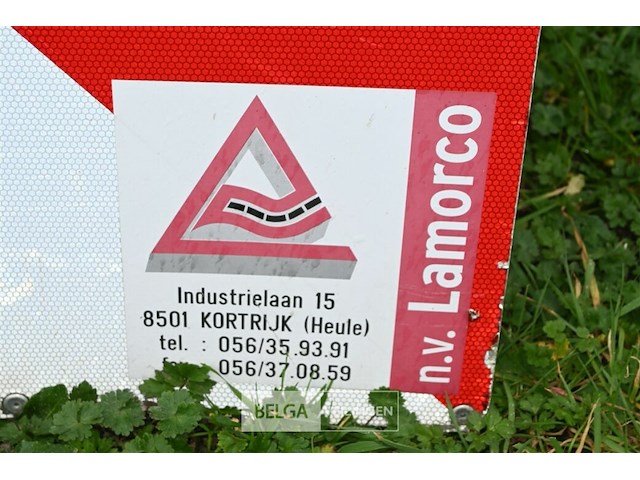 Industrielaan 15
8501 KORTRIJK (Heule)
tel. : 056/35.93.91
056/37.08.59
n.v. Lamorco
BELGA